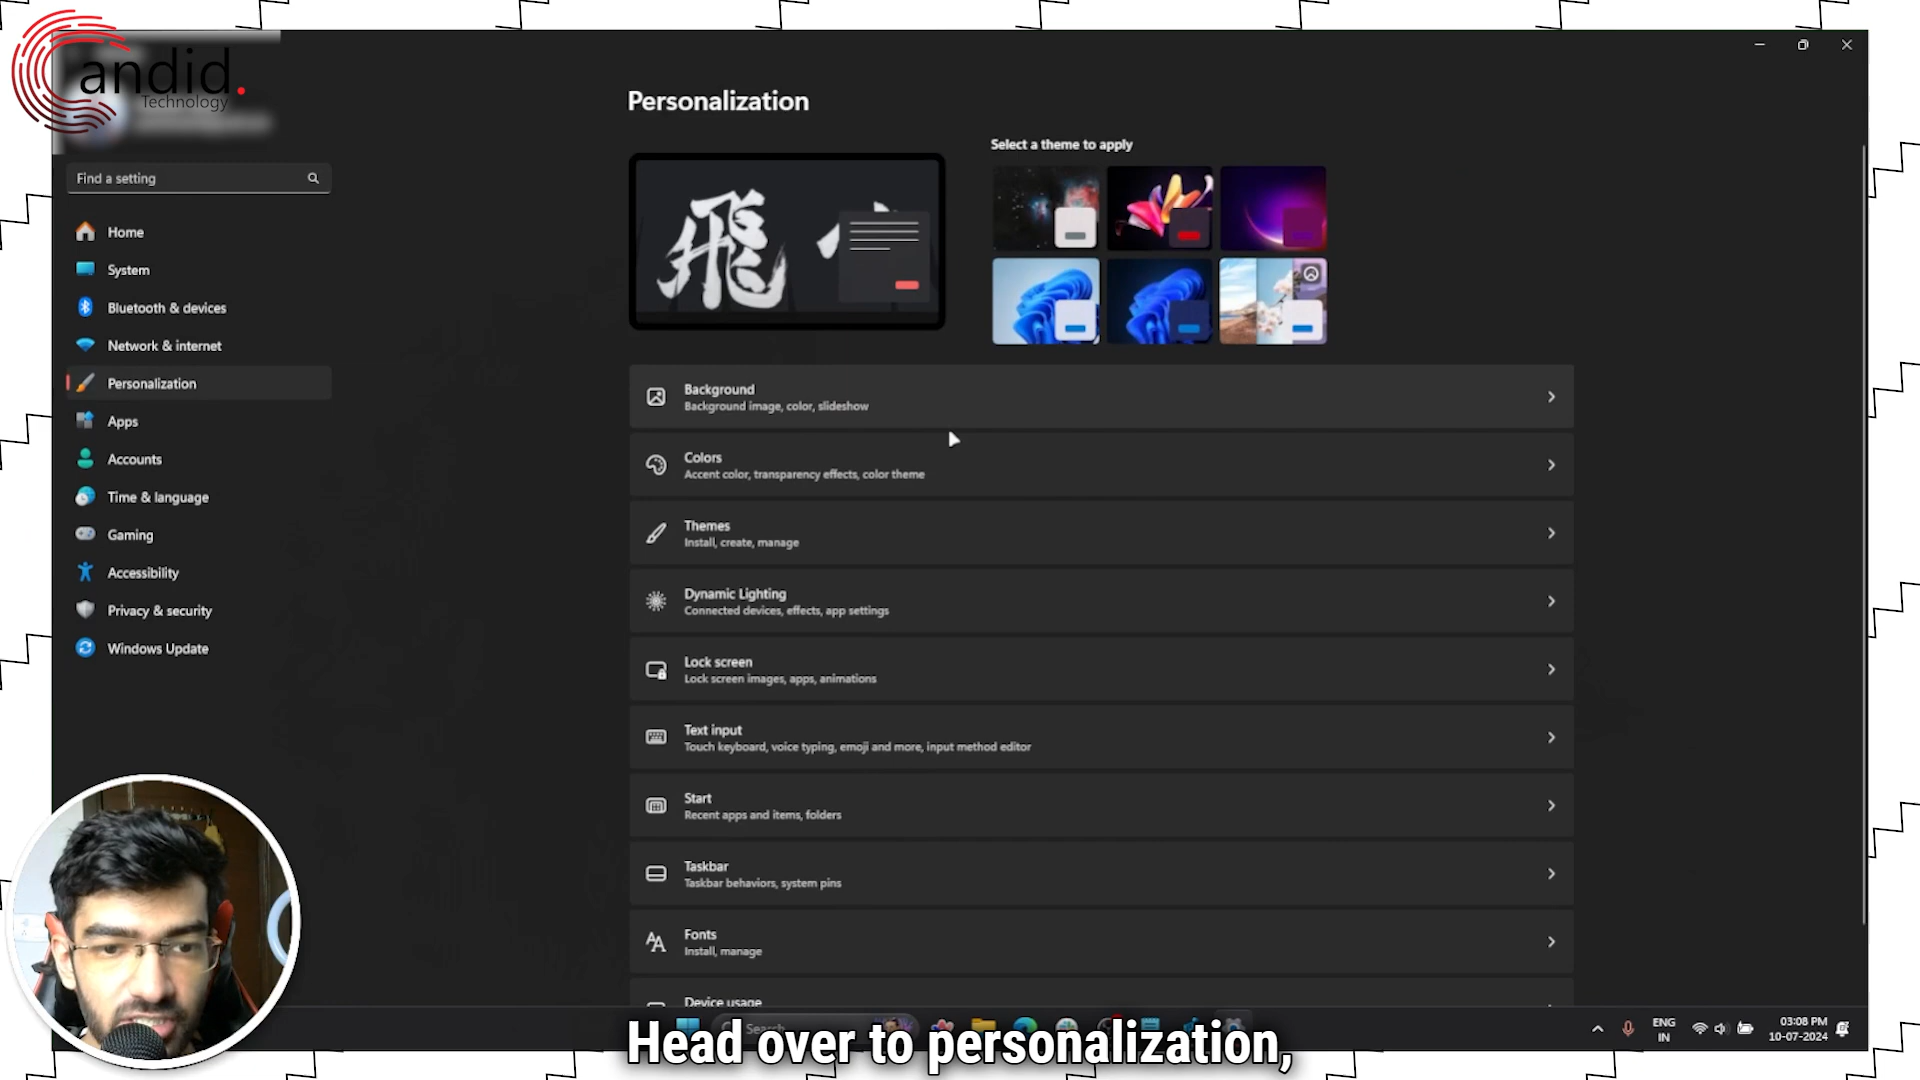 Candid.
Technology
Personalization
Select a theme to apply
Find a setting
飛
Home
System
Bluetooth & devices
Network & internet
Personalization
Apps
Accounts
Time & language
Gaming
Accessibility
Privacy & security
Windows Update
Background
Background image, color, slideshow
Colors
Accent color, transparency effects, color theme
Themes
Install, create, manage
Dynamic Lighting
Connected devices, effects, app settings
Lock screen
Lock screen images, apps, animations
Text input
Touch keyboard, voice typing, emoji and more, input method editor
Start
Recent apps and items, folders
Taskbar
Taskbar behaviors, system pins
Fonts
Install, manage
Device usage
Search
Head over to personalization,
ENG
IN
03:08 PM
10-07-2024